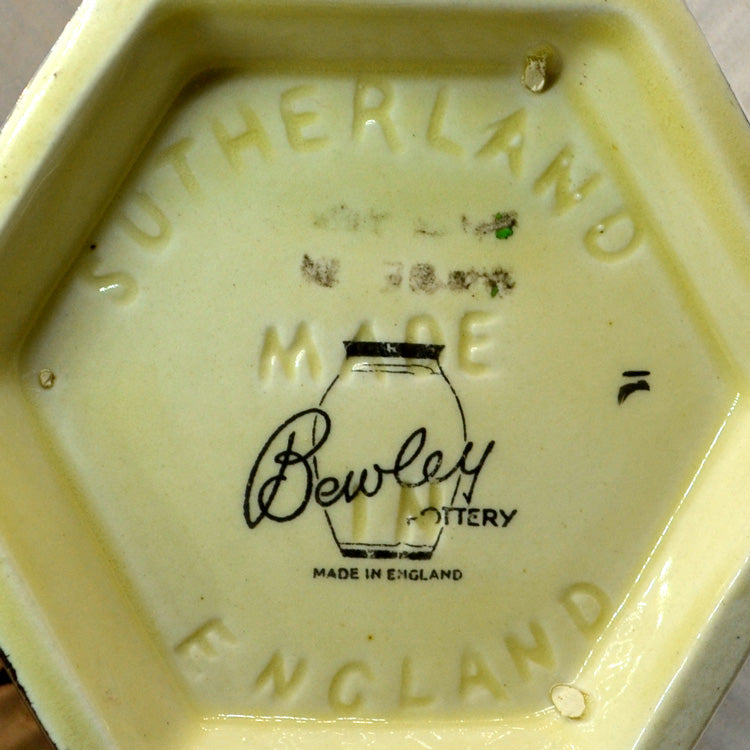 SUTHERLAND
MADE
IN
ENGLAND
Bewley
POTTERY
MADE IN ENGLAND